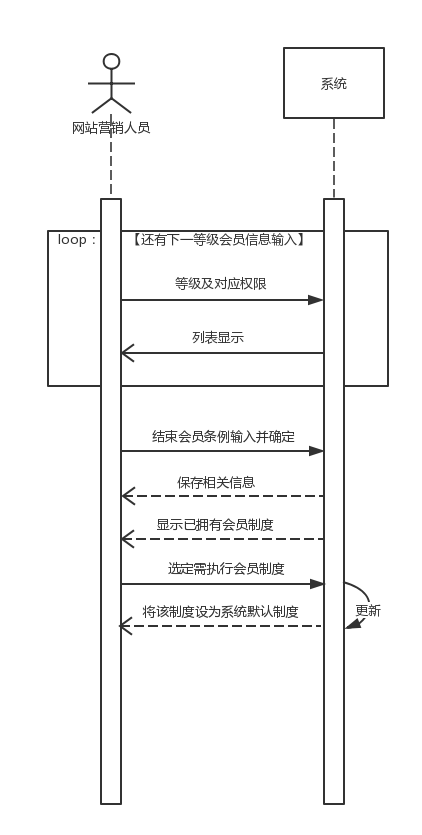 网站营销人员
系统
loop： 【还有下一等级会员信息输入】
等级及对应权限
列表显示
结束会员条例输入并确定
保存相关信息
显示已拥有会员制度
选定需执行会员制度
更新
将该制度设为系统默认制度